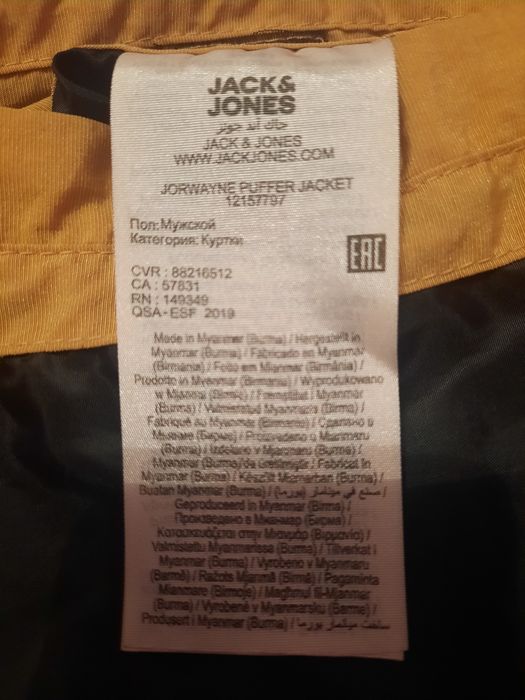 JACK&
JONES
جاك أند جونز
JACK & JONES
WWW.JACKJONES.COM
JORWAYNE PUFFER JACKET
12157797
Пол: Мужской
Категория: Куртки
EAC
CVR : 88216512
CA : 57831
RN : 149349
QSA - ESF 2019
Made in Myanmar (Burma) / Hergestellt in
Myanmar (Burma) / Fabricado en Myanmar
(Birmania) / Feito em Mianmar (Birmânia) /
Prodotto in Myanmar (Birmania) / Wyprodukowano
w Mjanmie (Birmie) / Fremstillet i Myanmar
(Burma) / Valmistatud Myanmaris (Birma) /
Fabriqué au Myanmar (Birmanie) / Сделано в
Мианмар (Бирма) / Произведено в Мианмар
(Burma) / Izdelano v Mjanmaru (Burma) /
Myanmar (Burma)'da üretilmiştir / Fabricat în
Myanmar (Burma) / Készült Mianmarban (Burma) /
Buatan Myanmar (Burma) / صنع في ميانمار (بورما) /
Geproduceerd in Myanmar (Birma) /
Произведено в Мианмар (Бирма) /
Κατασκευάζεται στην Μιανμάρ (Βιρμανία) /
Valmistettu Myanmarissa (Burma) / Tillverkat i
Myanmar (Burma) / Vyrobeno v Myanmaru
(Barmě) / Ražots Mjanmā (Birmā) / Pagaminta
Mianmare (Birmoje) / Magħmul fil-Mjanmar
(Burma) / Vyrobené v Myanmarsku (Barme) /
Produsert i Myanmar (Burma) / ساخت میانمار بورما /